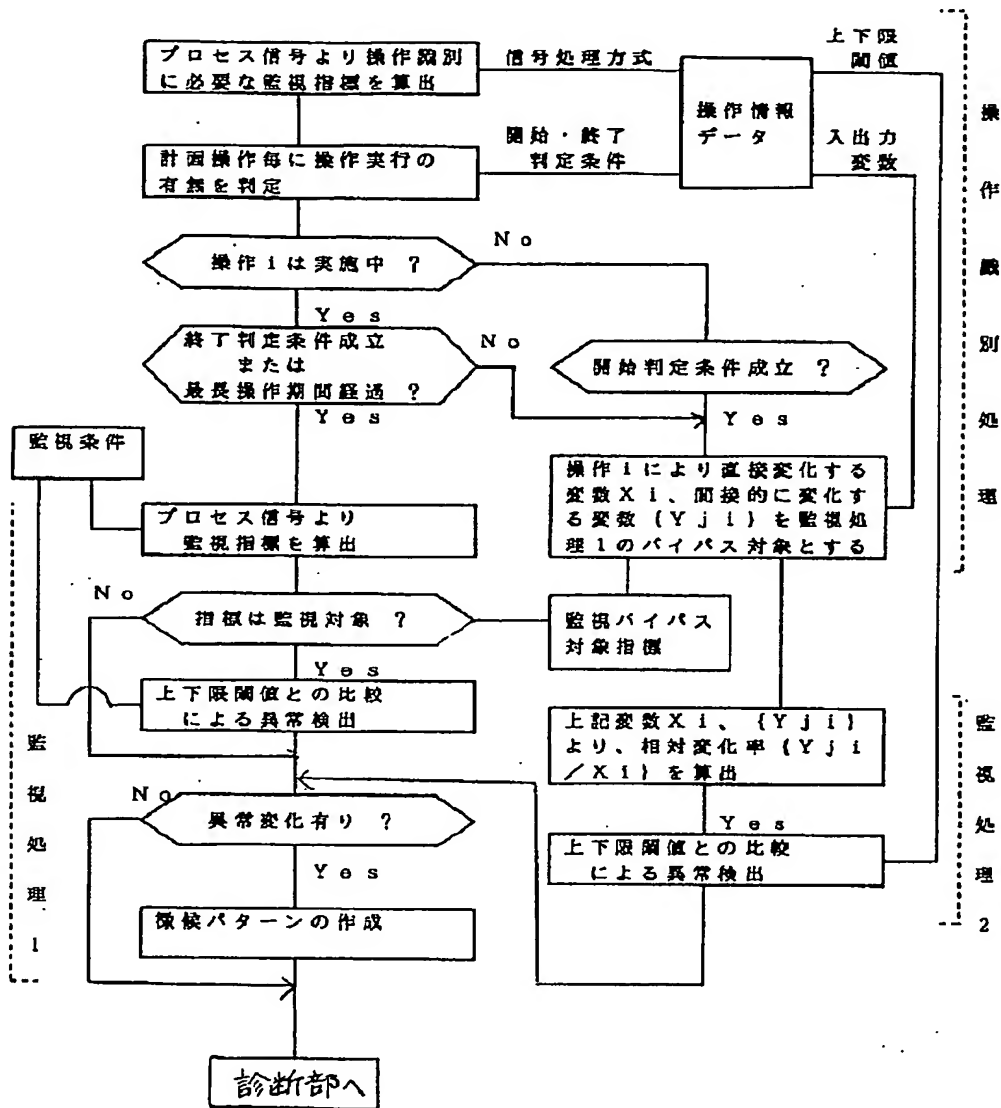 プロセス信号より操作識別
に必要な監視指標を算出
信号処理方式
操作情報
データ
上下限
閾値
計画操作毎に操作実行の
有無を判定
開始・終了
判定条件
入出力
変数
操作識別処理
操作iは実施中?
No
Yes
終了判定条件成立
または
最長操作期間経過?
No
Yes
開始判定条件成立?
Yes
監視条件
操作iにより直接変化する
変数Xi、間接的に変化す
る変数{Yji}を監視処
理1のバイパス対象とする
プロセス信号より
監視指標を算出
No
指標は監視対象?
Yes
監視バイパス
対象指標
上下限閾値との比較
による異常検出
上記変数Xi、{Yji}
より、相対変化率{Yji
/Xi}を算出
Yes
上下限閾値との比較
による異常検出
監視処理2
監視処理1
No
異常変化有り?
Yes
徴候パターンの作成
診断部へ